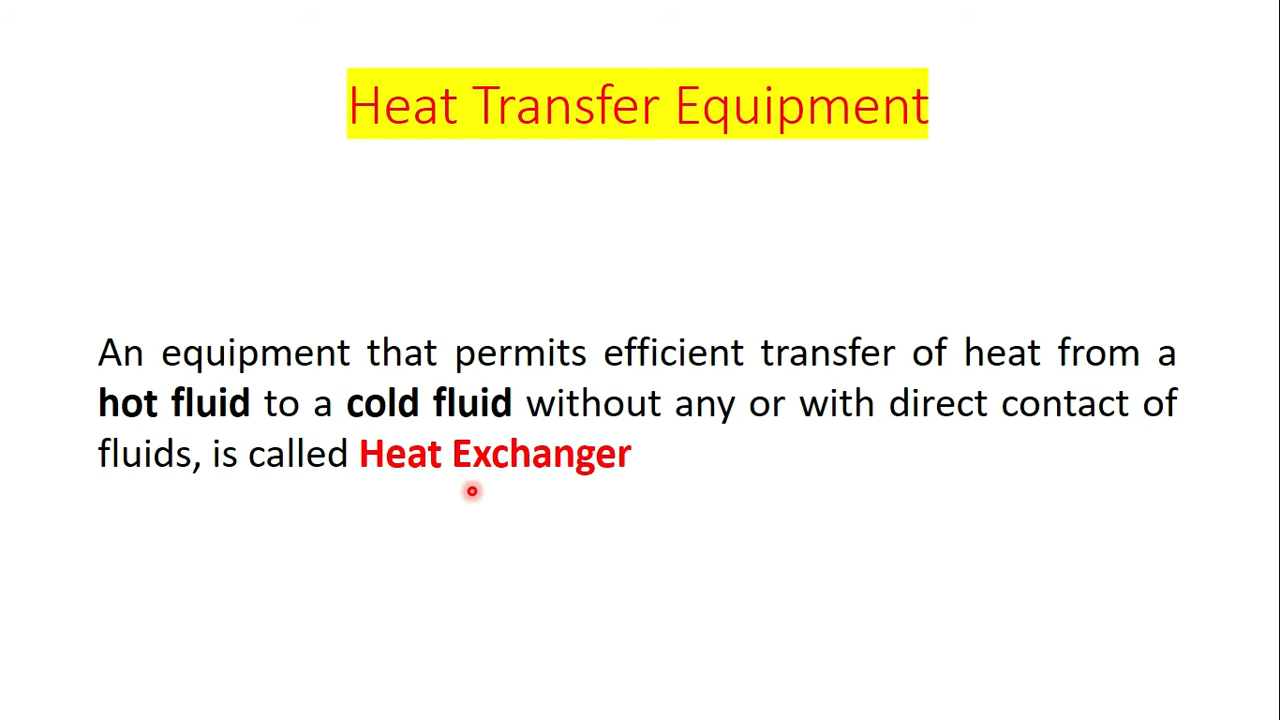 Heat Transfer Equipment
An equipment that permits efficient transfer of heat from a
hot fluid to a cold fluid without any or with direct contact of
fluids, is called Heat Exchanger